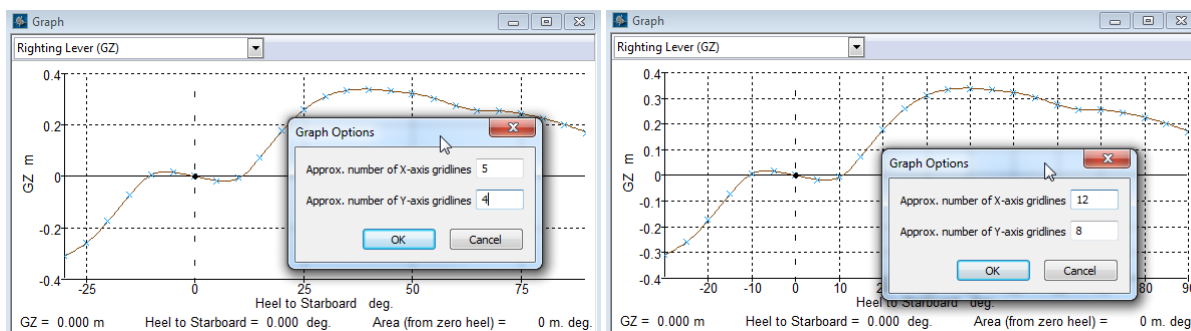 Graph
Righting Lever (GZ)
0.4
0.2
0
-0.2
-0.4
GZ m
-25
0
25
50
75
Heel to Starboard deg.
GZ = 0.000 m Heel to Starboard = 0.000 deg. Area (from zero heel) = 0 m. deg.
Graph Options
Approx. number of X-axis gridlines 5
Approx. number of Y-axis gridlines 4
OK Cancel
Graph
Righting Lever (GZ)
0.4
0.3
0.2
0.1
0
-0.1
-0.2
-0.3
-0.4
GZ m
-20
-10
0
10
80
Heel to Starboard deg.
GZ = 0.000 m Heel to Starboard = 0.000 deg. Area (from zero heel) = 0 m. deg.
Graph Options
Approx. number of X-axis gridlines 12
Approx. number of Y-axis gridlines 8
OK Cancel